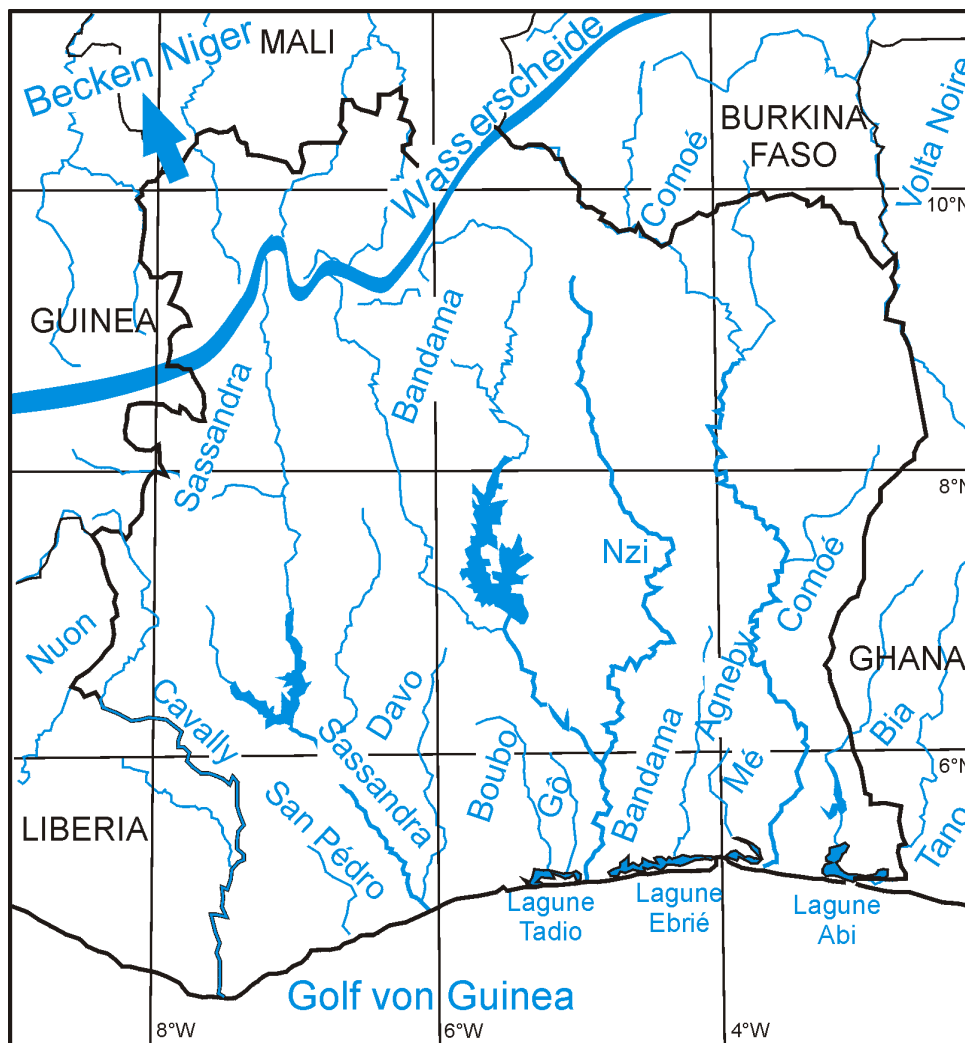 MALI
Becken Niger
Wasserscheide
BURKINA
FASO
Comoé
Volta Noire
10°N
GUINEA
Bandama
Sassandra
8°N
Nzi
Comoé
Nuon
GHANA
Cavally
Sassandra
Davo
Agneby
Bia
6°N
Boubo
Gô
Bandama
Mé
San Pédro
LIBERIA
Tano
Lagune
Tadio
Lagune
Ebrié
Lagune
Abi
Golf von Guinea
8°W
6°W
4°W